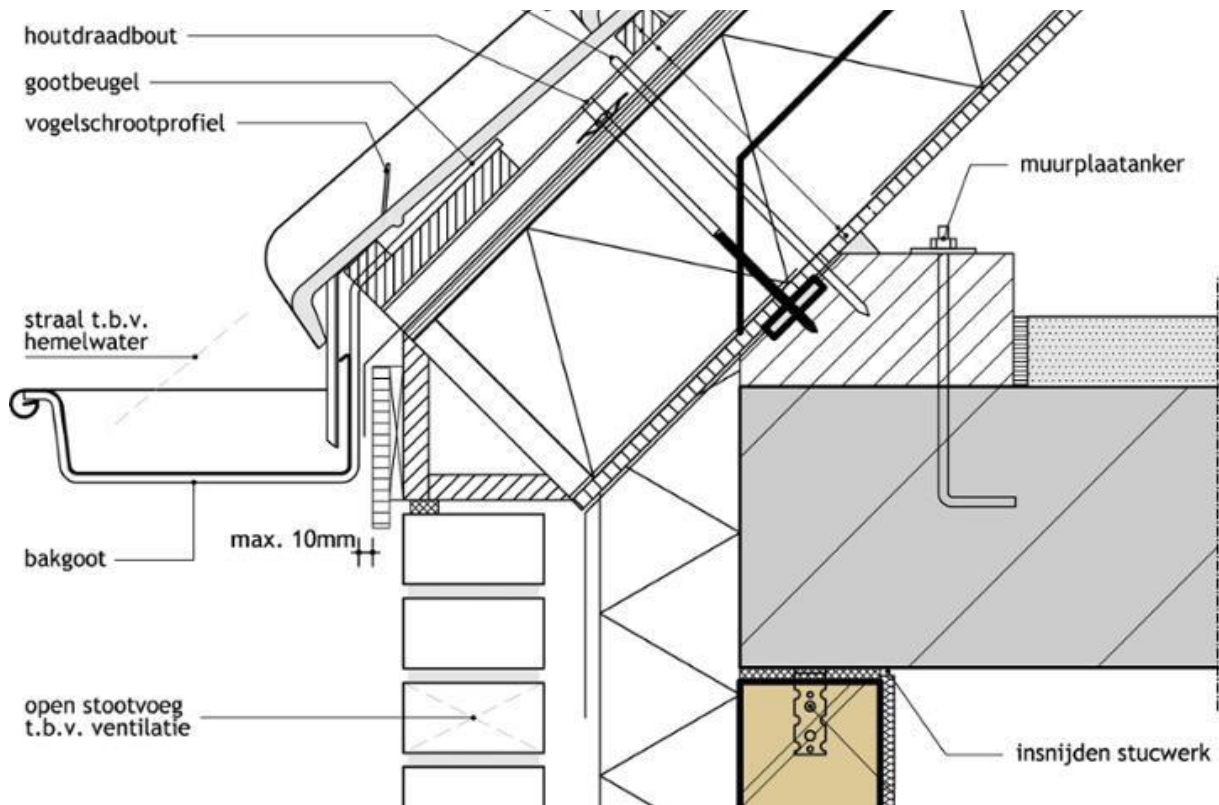 houtdraadbout
gootbeugel
vogelschrootprofiel
muurplaatanker
straal t.b.v.
hemelwater
max. 10mm
bakgoot
open stootvoeg
t.b.v. ventilatie
insnijden stucwerk